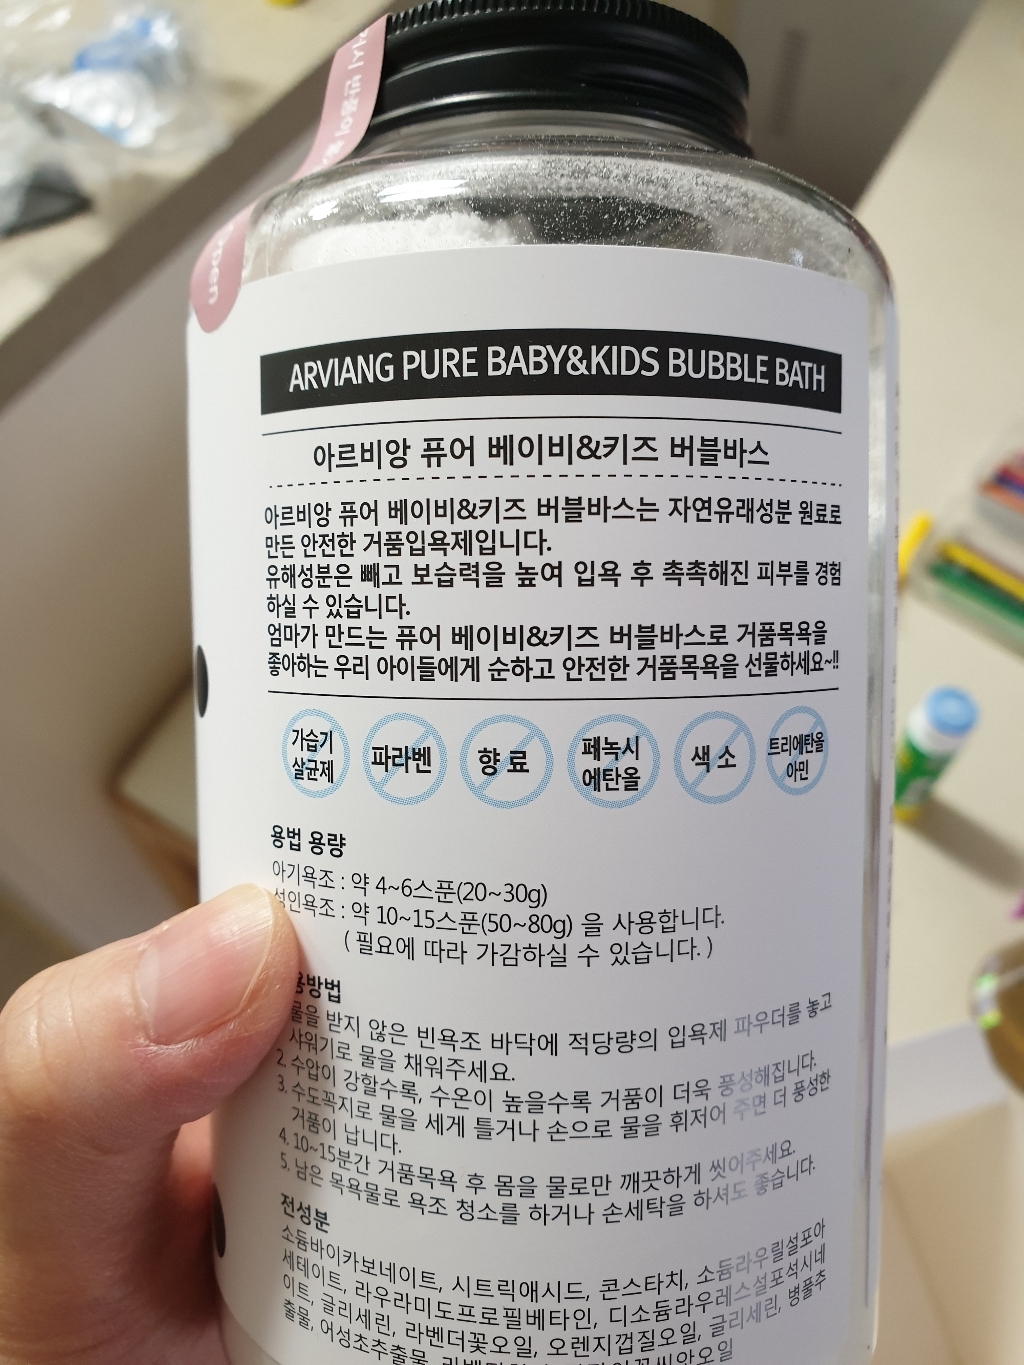 open
ARVIANG PURE BABY&KIDS BUBBLE BATH
아르비앙 퓨어 베이비&키즈 버블바스
아르비앙 퓨어 베이비&키즈 버블바스는 자연유래성분 원료로
만든 안전한 거품입욕제입니다.
유해성분은 빼고 보습력을 높여 입욕 후 촉촉해진 피부를 경험
하실 수 있습니다.
엄마가 만드는 퓨어 베이비&키즈 버블바스로 거품목욕을
좋아하는 우리 아이들에게 순하고 안전한 거품목욕을 선물하세요~!!
가습기
살균제
파라벤
향 료
페녹시
에탄올
색 소
트리에탄올
아민
용법 용량
아기욕조 : 약 4~6스푼(20~30g)
성인욕조 : 약 10~15스푼(50~80g) 을 사용합니다.
( 필요에 따라 가감하실 수 있습니다. )
용방법
물을 받지 않은 빈욕조 바닥에 적당량의 입욕제 파우더를 놓고
샤워기로 물을 채워주세요.
2. 수압이 강할수록, 수온이 높을수록 거품이 더욱 풍성해집니다.
3. 수도꼭지로 물을 세게 틀거나 손으로 물을 휘저어 주면 더 풍성한
거품이 납니다.
4. 10~15분간 거품목욕 후 몸을 물로만 깨끗하게 씻어주세요.
5. 남은 목욕물로 욕조 청소를 하거나 손세탁을 하셔도 좋습니다.
전성분
소듐바이카보네이트, 시트릭애시드, 콘스타치, 소듐라우릴설포아
세테이트, 라우라미도프로필베타인, 디소듐라우레스설포석시네
이트, 글리세린, 라벤더꽃오일, 오렌지껍질오일, 글리세린, 병풀추
출물, 어성초추출물,